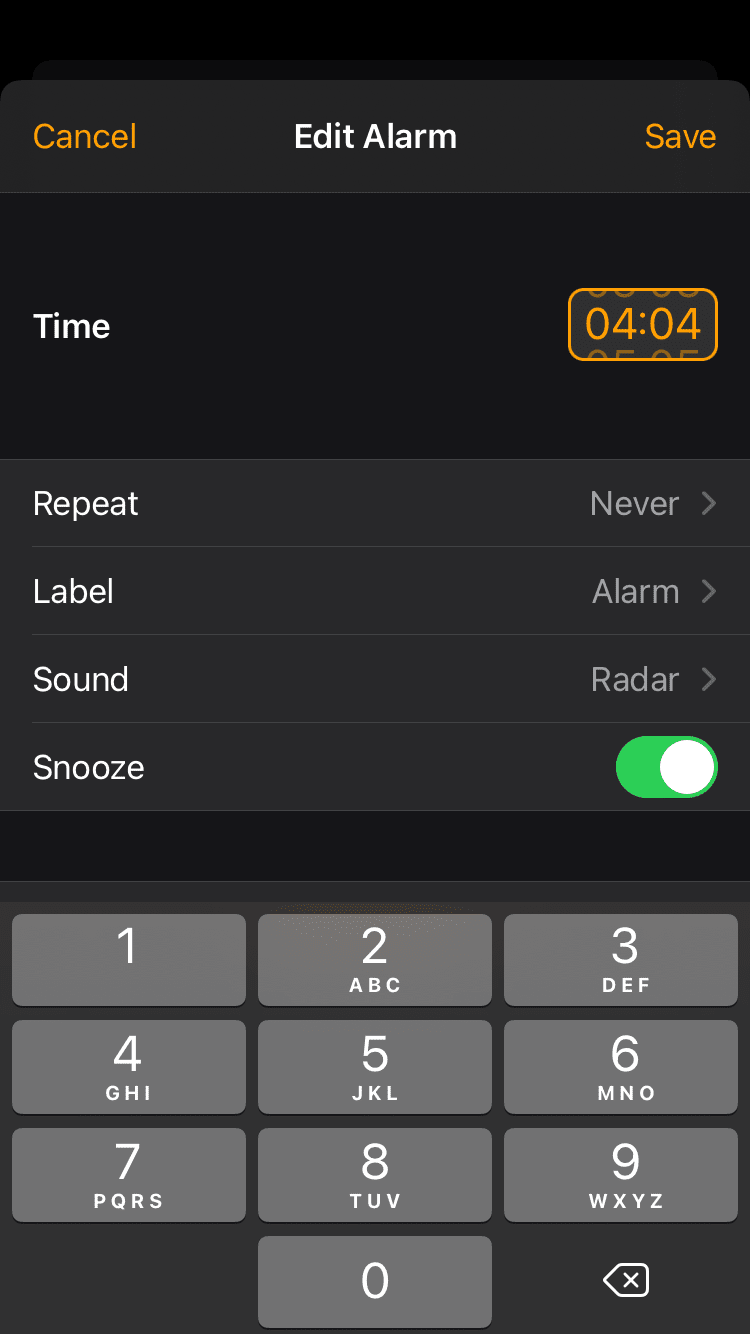 Cancel Edit Alarm Save
Time 04:04
Repeat Never
Label Alarm
Sound Radar
Snooze
1 2 3
ABC DEF
4 5 6
GHI JKL MNO
7 8 9
PQRS TUV WXYZ
0